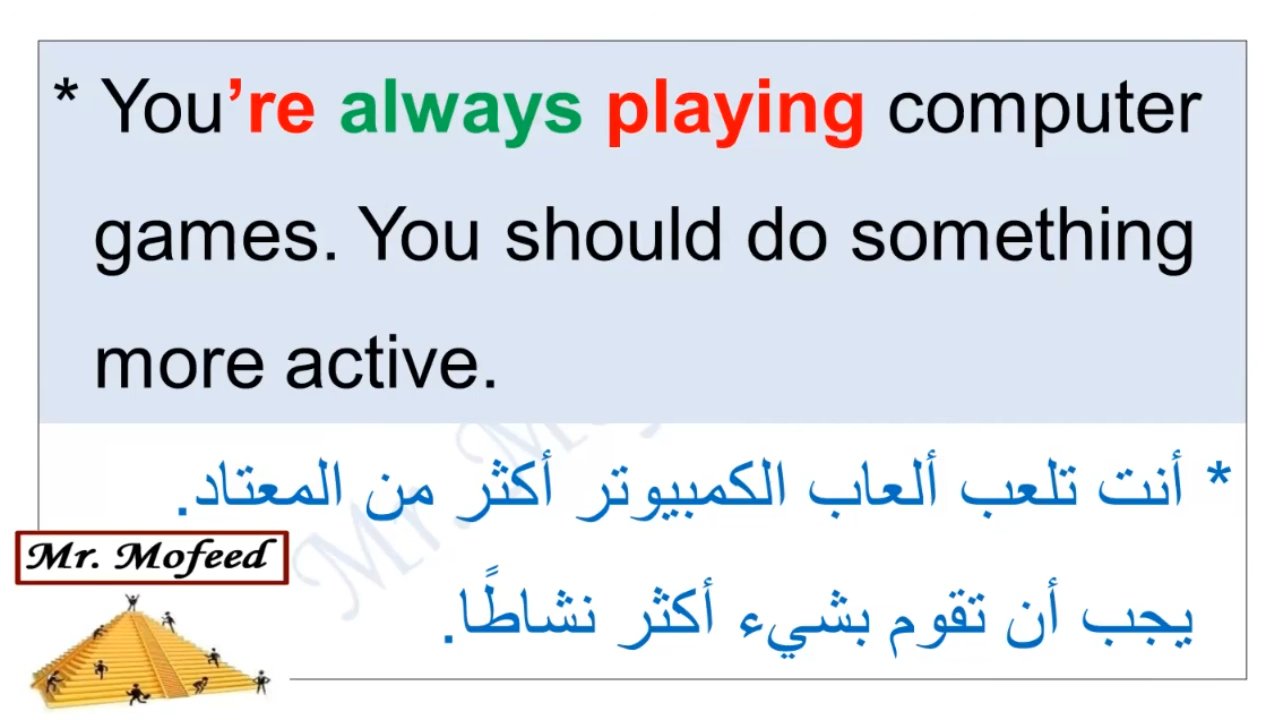 * You're always playing computer
games. You should do something
more active.
* أنت تلعب ألعاب الكمبيوتر أكثر من المعتاد.
يجب أن تقوم بشيء أكثر نشاطًا.
Mr. Mofeed